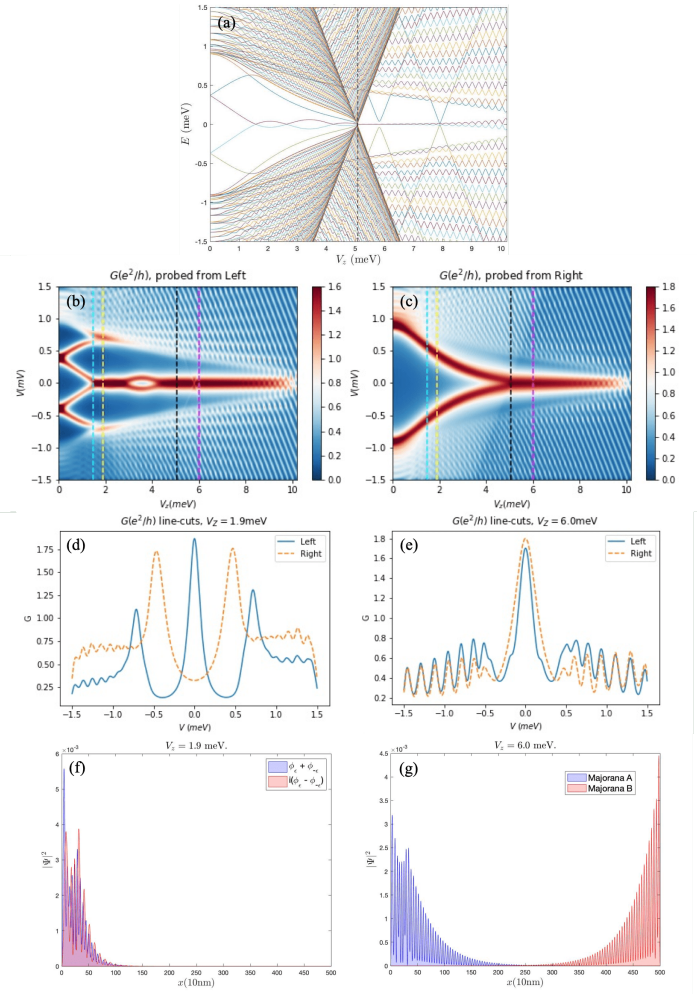 (a)
1.5
1
0.5
0
-0.5
-1
-1.5
E (meV)
0 1 2 3 4 5 6 7 8 9 10
V_z (meV)
G(e²/h), probed from Left
(b)
1.5
1.0
0.5
0.0
−0.5
−1.0
−1.5
V(mV)
0 2 4 6 8 10
V_z(meV)
1.6
1.4
1.2
1.0
0.8
0.6
0.4
0.2
0.0
G(e²/h), probed from Right
(c)
1.5
1.0
0.5
0.0
−0.5
−1.0
−1.5
V(mV)
0 2 4 6 8 10
V_z(meV)
1.8
1.6
1.4
1.2
1.0
0.8
0.6
0.4
0.2
0.0
G(e²/h) line-cuts, V_Z = 1.9meV
(d)
Left
Right
1.75
1.50
1.25
1.00
0.75
0.50
0.25
G
−1.5 −1.0 −0.5 0.0 0.5 1.0 1.5
V (meV)
G(e²/h) line-cuts, V_Z = 6.0meV
(e)
Left
Right
1.8
1.6
1.4
1.2
1.0
0.8
0.6
0.4
0.2
G
−1.5 −1.0 −0.5 0.0 0.5 1.0 1.5
V (meV)
V_z = 1.9 meV.
×10⁻³
(f)
ϕ_ϵ + ϕ_-ϵ
i(ϕ_ϵ - ϕ_-ϵ)
6
5
4
3
2
1
0
|Ψ|²
0 50 100 150 200 250 300 350 400 450 500
x(10nm)
V_z = 6.0 meV.
×10⁻³
(g)
Majorana A
Majorana B
4.5
4
3.5
3
2.5
2
1.5
1
0.5
0
|Ψ|²
0 50 100 150 200 250 300 350 400 450 500
x(10nm)